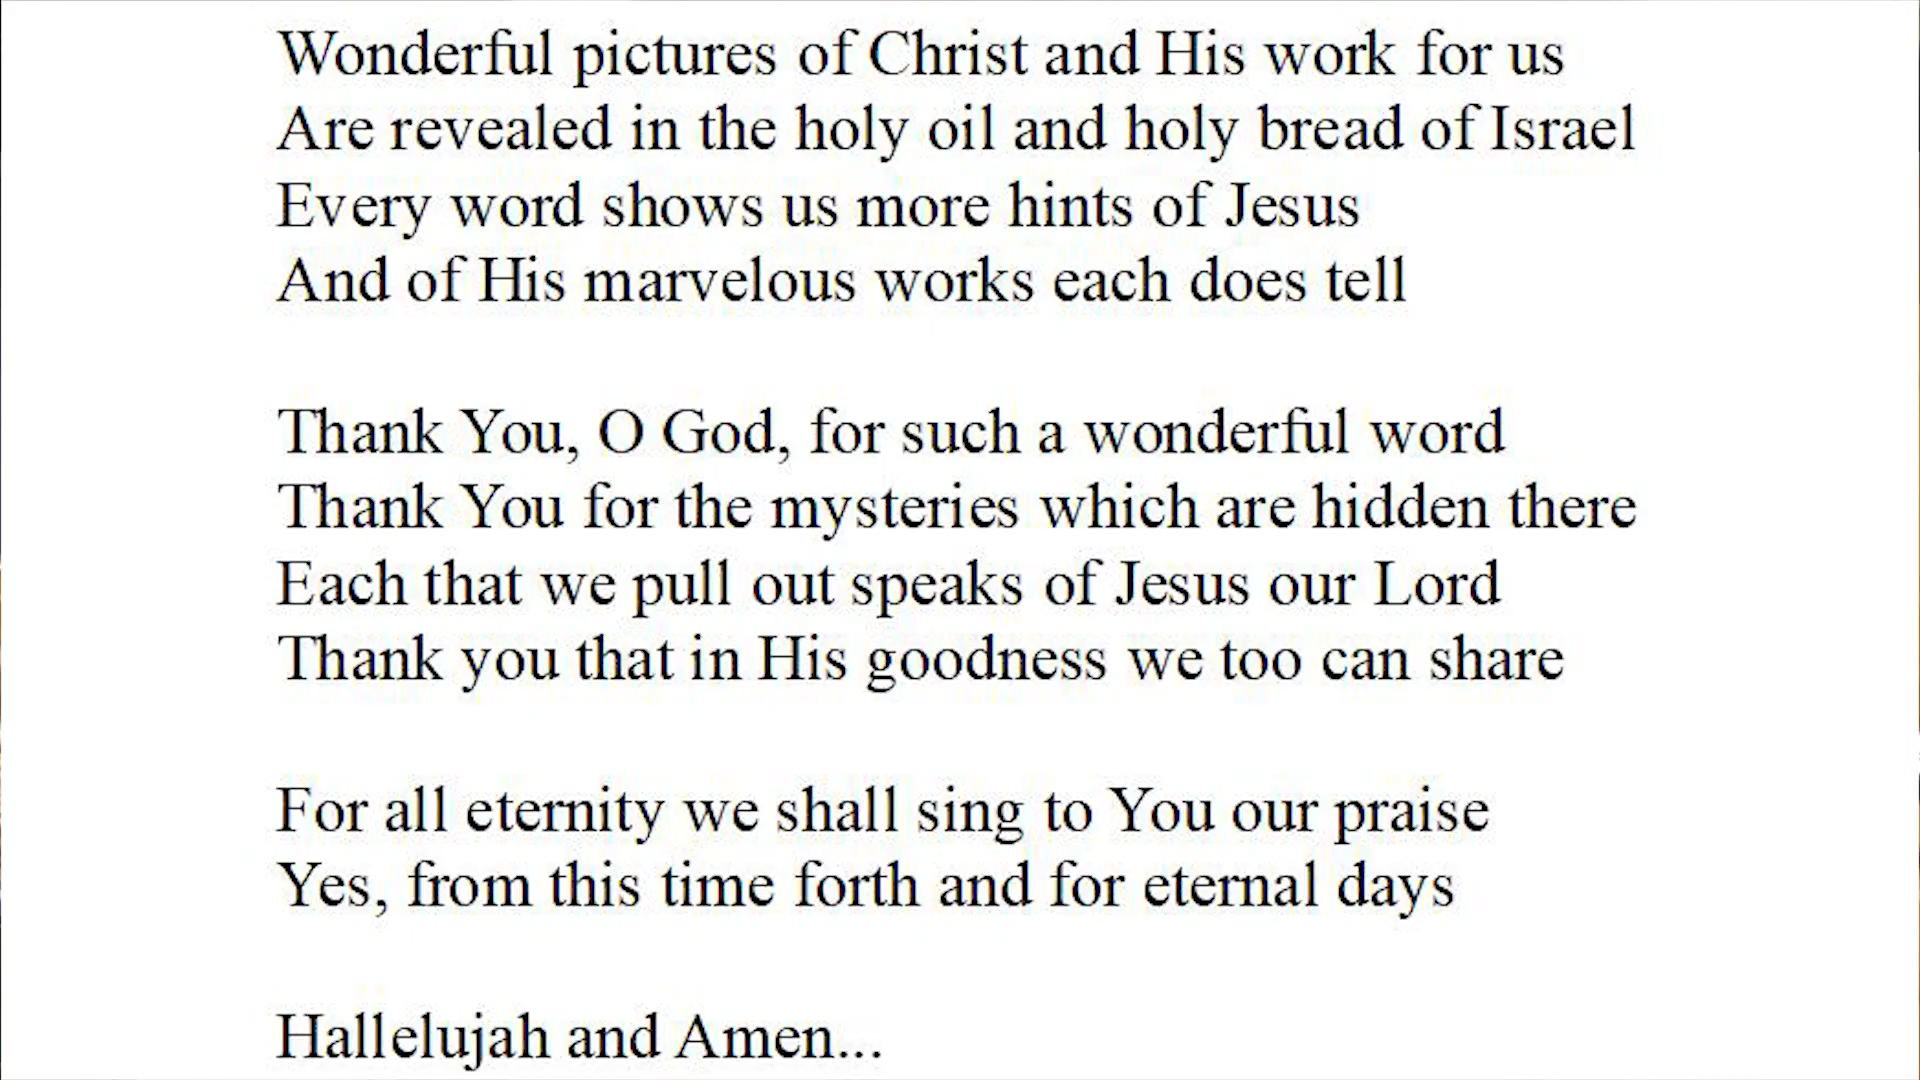 Wonderful pictures of Christ and His work for us
Are revealed in the holy oil and holy bread of Israel
Every word shows us more hints of Jesus
And of His marvelous works each does tell
Thank You, O God, for such a wonderful word
Thank You for the mysteries which are hidden there
Each that we pull out speaks of Jesus our Lord
Thank you that in His goodness we too can share
For all eternity we shall sing to You our praise
Yes, from this time forth and for eternal days
Hallelujah and Amen...